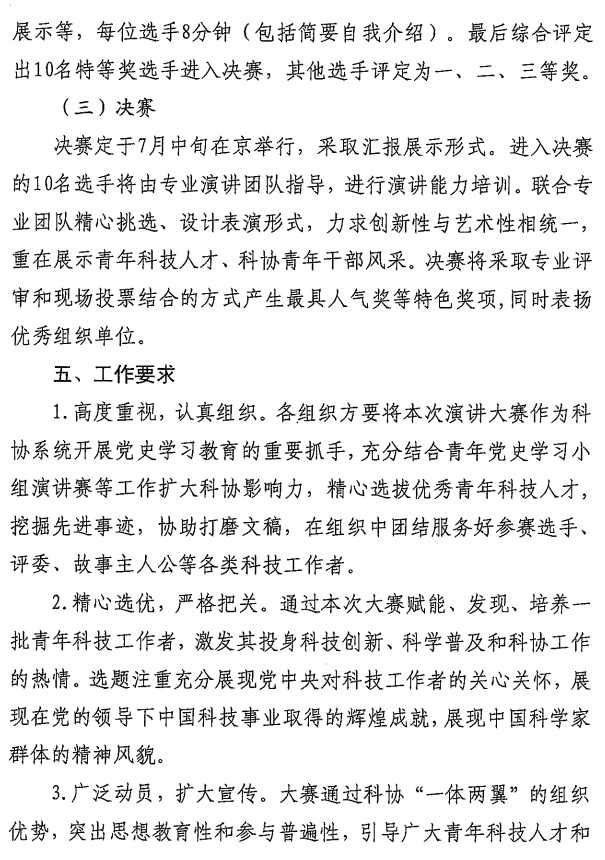 展示等，每位选手8分钟（包括简要自我介绍）。最后综合评定
出10名特等奖选手进入决赛，其他选手评定为一、二、三等奖。
（三）决赛
决赛定于7月中旬在京举行，采取汇报展示形式。进入决赛
的10名选手将由专业演讲团队指导，进行演讲能力培训。联合专
业团队精心挑选、设计表演形式，力求创新性与艺术性相统一，
重在展示青年科技人才、科协青年干部风采。决赛将采取专业评
审和现场投票结合的方式产生最具人气奖等特色奖项，同时表扬
优秀组织单位。
五、工作要求
1.高度重视，认真组织。各组织方要将本次演讲大赛作为科
协系统开展党史学习教育的重要抓手，充分结合青年党史学习小
组演讲赛等工作扩大科协影响力，精心选拔优秀青年科技人才，
挖掘先进事迹，协助打磨文稿，在组织中团结服务好参赛选手、
评委、故事主人公等各类科技工作者。
2.精心选优，严格把关。通过本次大赛赋能、发现、培养一
批青年科技工作者，激发其投身科技创新、科学普及和科协工作
的热情。选题注重充分展现党中央对科技工作者的关心关怀，展
现在党的领导下中国科技事业取得的辉煌成就，展现中国科学家
群体的精神风貌。
3.广泛动员，扩大宣传。大赛通过科协“一体两翼”的组织
优势，突出思想教育性和参与普遍性，引导广大青年科技人才和